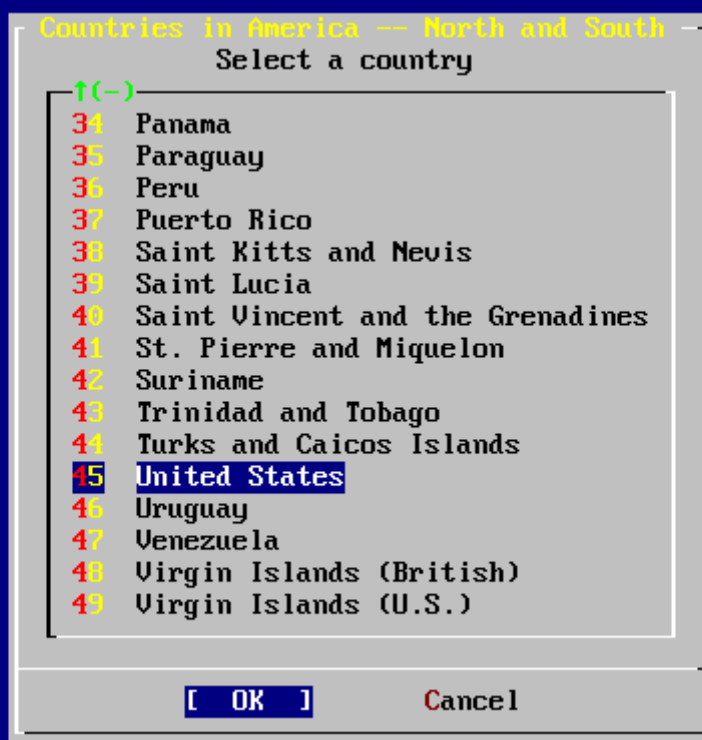 Countries in America -- North and South
Select a country
↑(-)
34 Panama
35 Paraguay
36 Peru
37 Puerto Rico
38 Saint Kitts and Nevis
39 Saint Lucia
40 Saint Vincent and the Grenadines
41 St. Pierre and Miquelon
42 Suriname
43 Trinidad and Tobago
44 Turks and Caicos Islands
45 United States
46 Uruguay
47 Venezuela
48 Virgin Islands (British)
49 Virgin Islands (U.S.)
[ OK ] Cancel